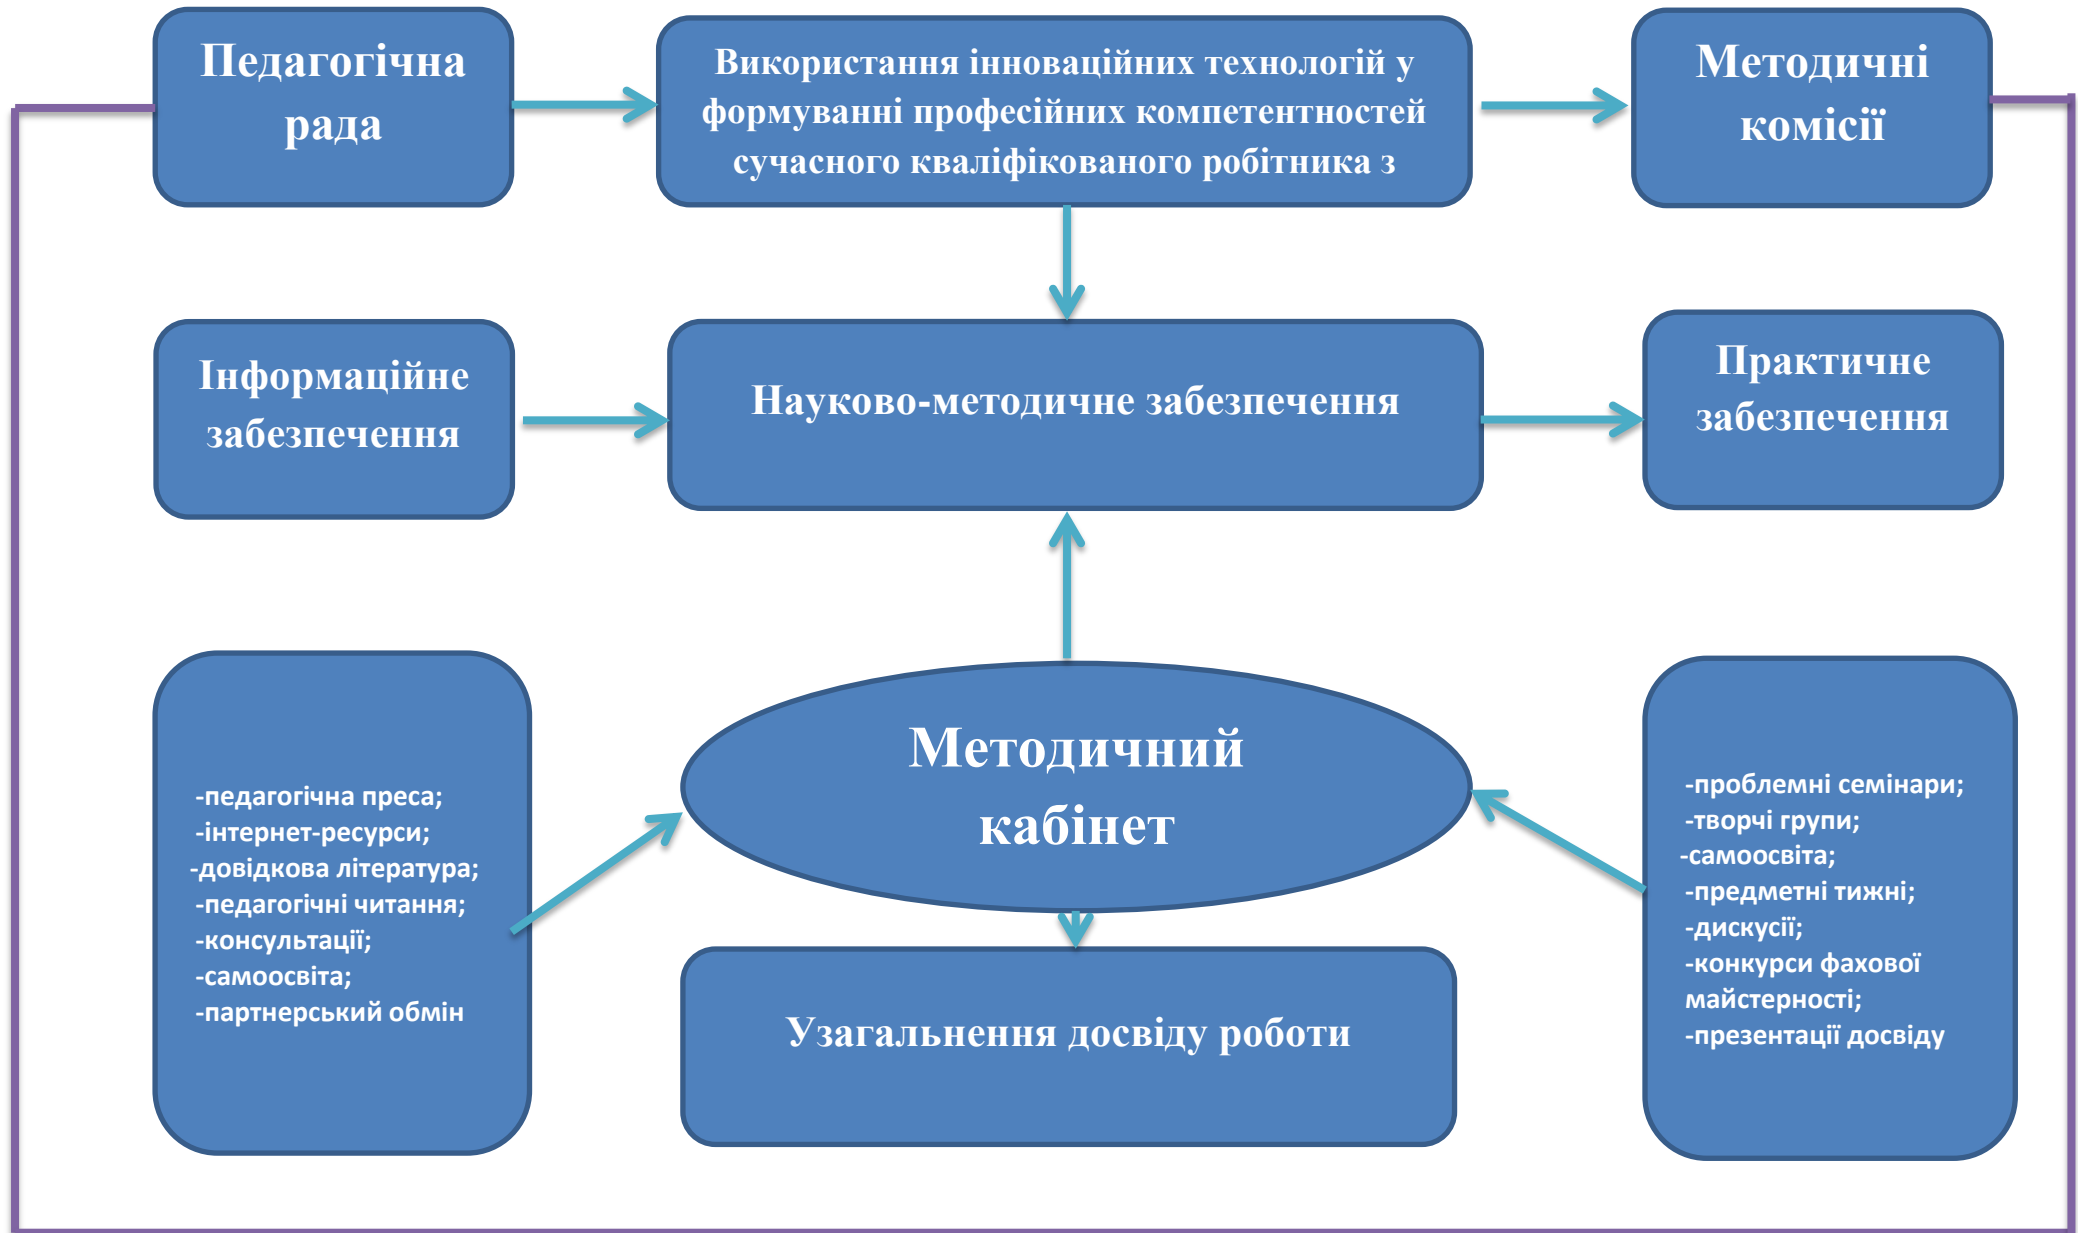 Педагогічна
рада
Використання інноваційних технологій у
формуванні професійних компетентностей
сучасного кваліфікованого робітника з
Методичні
комісії
Інформаційне
забезпечення
Науково-методичне забезпечення
Практичне
забезпечення
-педагогічна преса;
-інтернет-ресурси;
-довідкова література;
-педагогічні читання;
-консультації;
-самоосвіта;
-партнерський обмін
Методичний
кабінет
-проблемні семінари;
-творчі групи;
-самоосвіта;
-предметні тижні;
-дискусії;
-конкурси фахової
майстерності;
-презентації досвіду
Узагальнення досвіду роботи